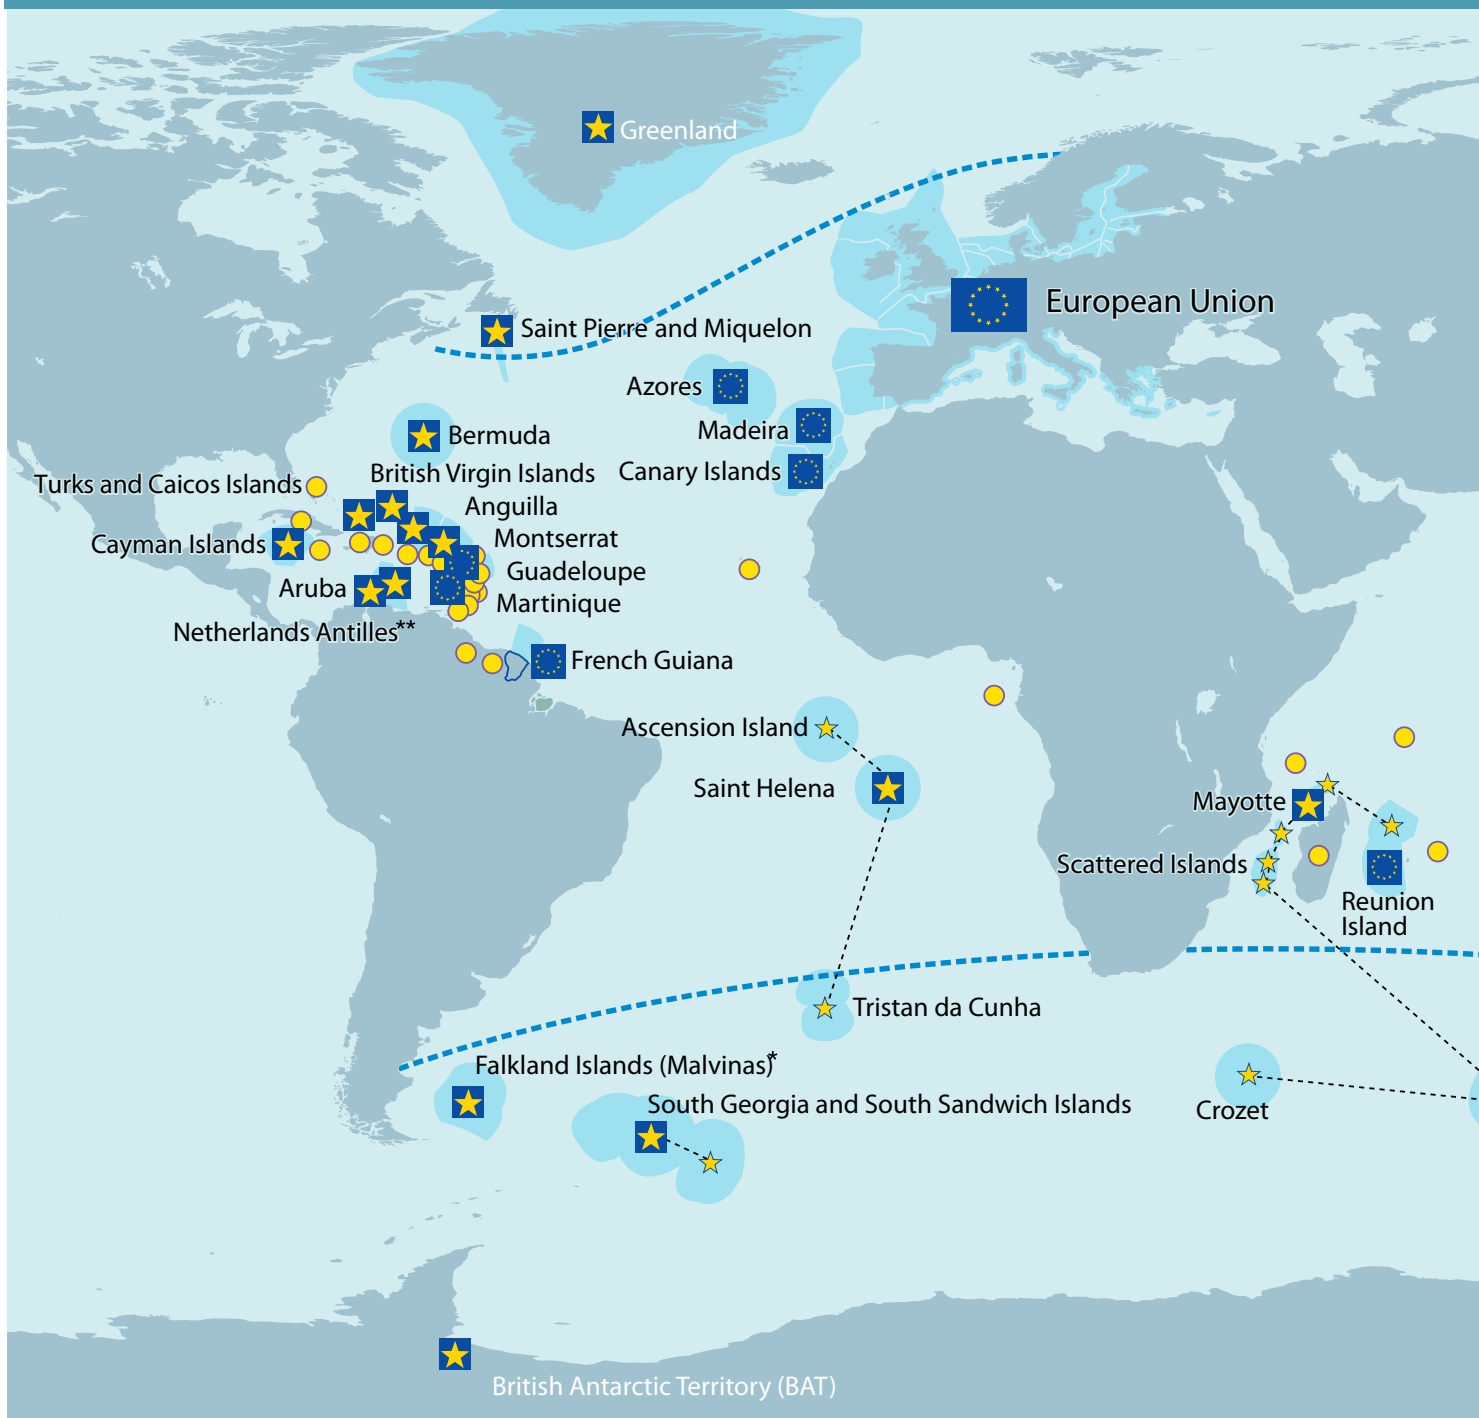 Greenland
European Union
Saint Pierre and Miquelon
Azores
Madeira
Bermuda
Canary Islands
British Virgin Islands
Turks and Caicos Islands
Anguilla
Montserrat
Cayman Islands
Guadeloupe
Aruba
Martinique
Netherlands Antilles**
French Guiana
Ascension Island
Saint Helena
Mayotte
Scattered Islands
Reunion
Island
Tristan da Cunha
Falkland Islands (Malvinas)*
South Georgia and South Sandwich Islands
Crozet
British Antarctic Territory (BAT)